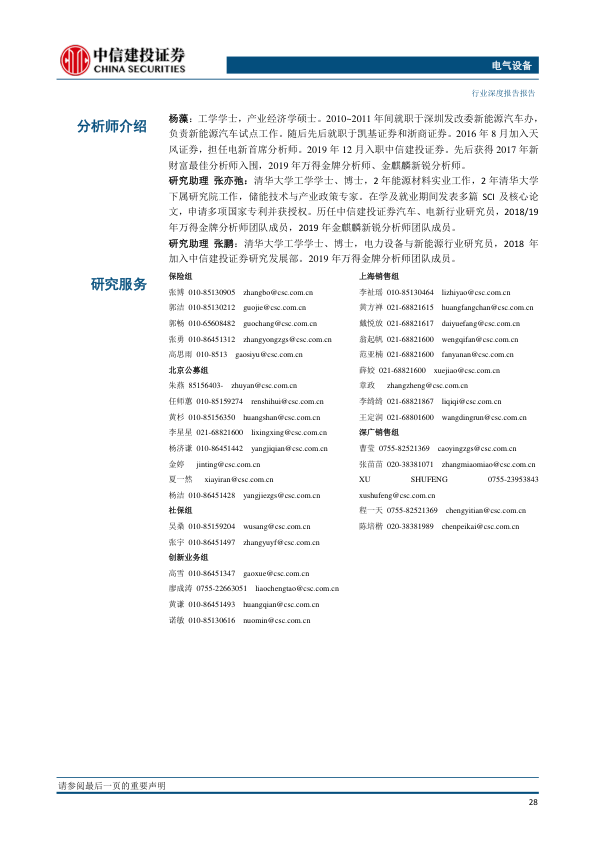 中信建投证券
CHINA SECURITIES
电气设备
行业深度报告报告
分析师介绍
杨藻：工学学士，产业经济学硕士。2010~2011 年间就职于深圳发改委新能源汽车办，
负责新能源汽车试点工作。随后先后就职于凯基证券和浙商证券。2016 年 8 月加入天
风证券，担任电新首席分析师。2019 年 12 月入职中信建投证券。先后获得 2017 年新
财富最佳分析师入围，2019 年万得金牌分析师、金麒麟新锐分析师。
研究助理 张亦弛：清华大学工学学士、博士，2 年能源材料实业工作，2 年清华大学
下属研究院工作，储能技术与产业政策专家。在学及就业期间发表多篇 SCI 及核心论
文，申请多项国家专利并获授权。历任中信建投证券汽车、电新行业研究员，2018/19
年万得金牌分析师团队成员，2019 年金麒麟新锐分析师团队成员。
研究助理 张鹏：清华大学工学学士、博士，电力设备与新能源行业研究员，2018 年
加入中信建投证券研究发展部。2019 年万得金牌分析师团队成员。
研究服务
保险组
张博 010-85130905 zhangbo@csc.com.cn
郭洁 010-85130212 guojie@csc.com.cn
郭畅 010-65608482 guochang@csc.com.cn
张勇 010-86451312 zhangyongzgs@csc.com.cn
高思雨 010-8513 gaosiyu@csc.com.cn
北京公募组
朱燕 85156403- zhuyan@csc.com.cn
任师蕙 010-85159274 renshihui@csc.com.cn
黄杉 010-85156350 huangshan@csc.com.cn
李星星 021-68821600 lixingxing@csc.com.cn
杨济谦 010-86451442 yangjiqian@csc.com.cn
金婷 jinting@csc.com.cn
夏一然 xiayiran@csc.com.cn
杨洁 010-86451428 yangjiezgs@csc.com.cn
社保组
吴桑 010-85159204 wusang@csc.com.cn
张宇 010-86451497 zhangyuyf@csc.com.cn
创新业务组
高雪 010-86451347 gaoxue@csc.com.cn
廖成涛 0755-22663051 liaochengtao@csc.com.cn
黄谦 010-86451493 huangqian@csc.com.cn
诺敏 010-85130616 nuomin@csc.com.cn
上海销售组
李祉瑶 010-85130464 lizhiyao@csc.com.cn
黄方禅 021-68821615 huangfangchan@csc.com.cn
戴悦放 021-68821617 daiyuefang@csc.com.cn
翁起帆 021-68821600 wengqifan@csc.com.cn
范亚楠 021-68821600 fanyanan@csc.com.cn
薛姣 021-68821600 xuejiao@csc.com.cn
章政 zhangzheng@csc.com.cn
李绮绮 021-68821867 liqiqi@csc.com.cn
王定润 021-68801600 wangdingrun@csc.com.cn
深广销售组
曹莹 0755-82521369 caoyingzgs@csc.com.cn
张苗苗 020-38381071 zhangmiaomiao@csc.com.cn
XU SHUFENG 0755-23953843
xushufeng@csc.com.cn
程一天 0755-82521369 chengyitian@csc.com.cn
陈培楷 020-38381989 chenpeikai@csc.com.cn
请参阅最后一页的重要声明
28